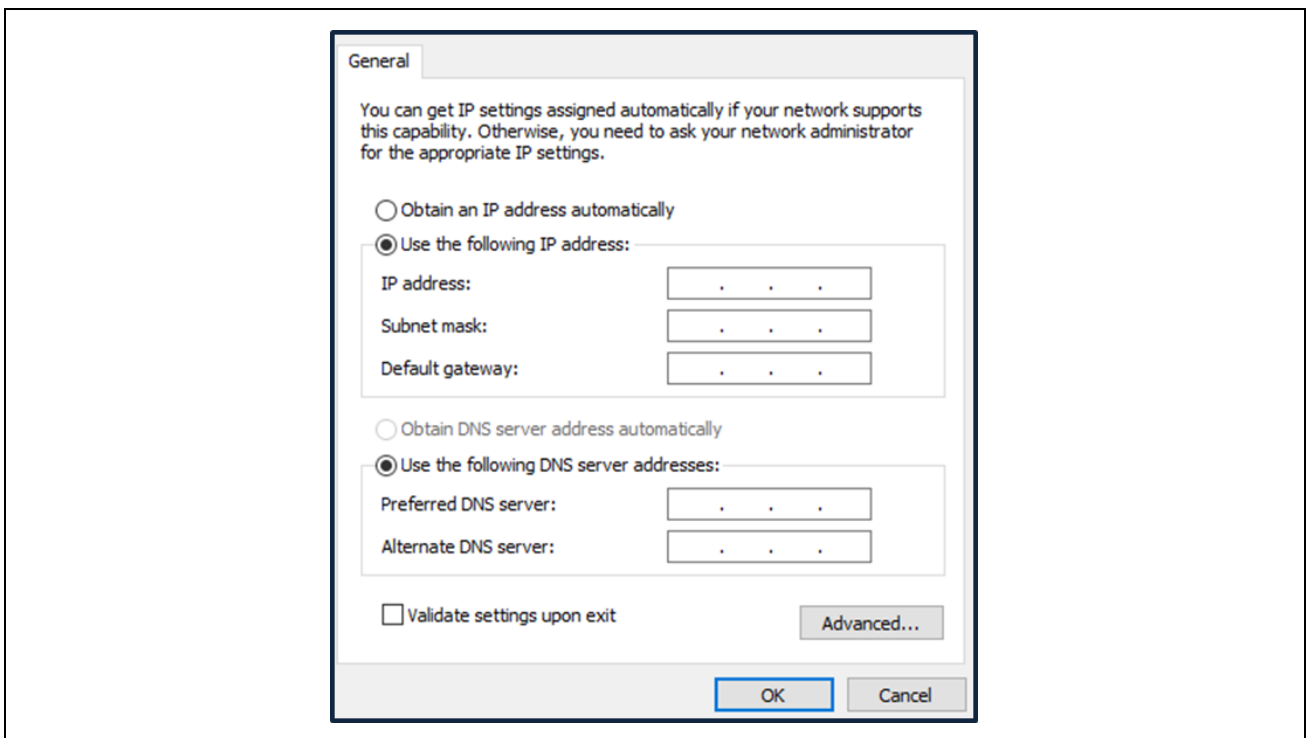 General
You can get IP settings assigned automatically if your network supports
this capability. Otherwise, you need to ask your network administrator
for the appropriate IP settings.
Obtain an IP address automatically
Use the following IP address:
IP address: . . .
Subnet mask: . . .
Default gateway: . . .
Obtain DNS server address automatically
Use the following DNS server addresses:
Preferred DNS server: . . .
Alternate DNS server: . . .
Validate settings upon exit
Advanced...
OK Cancel